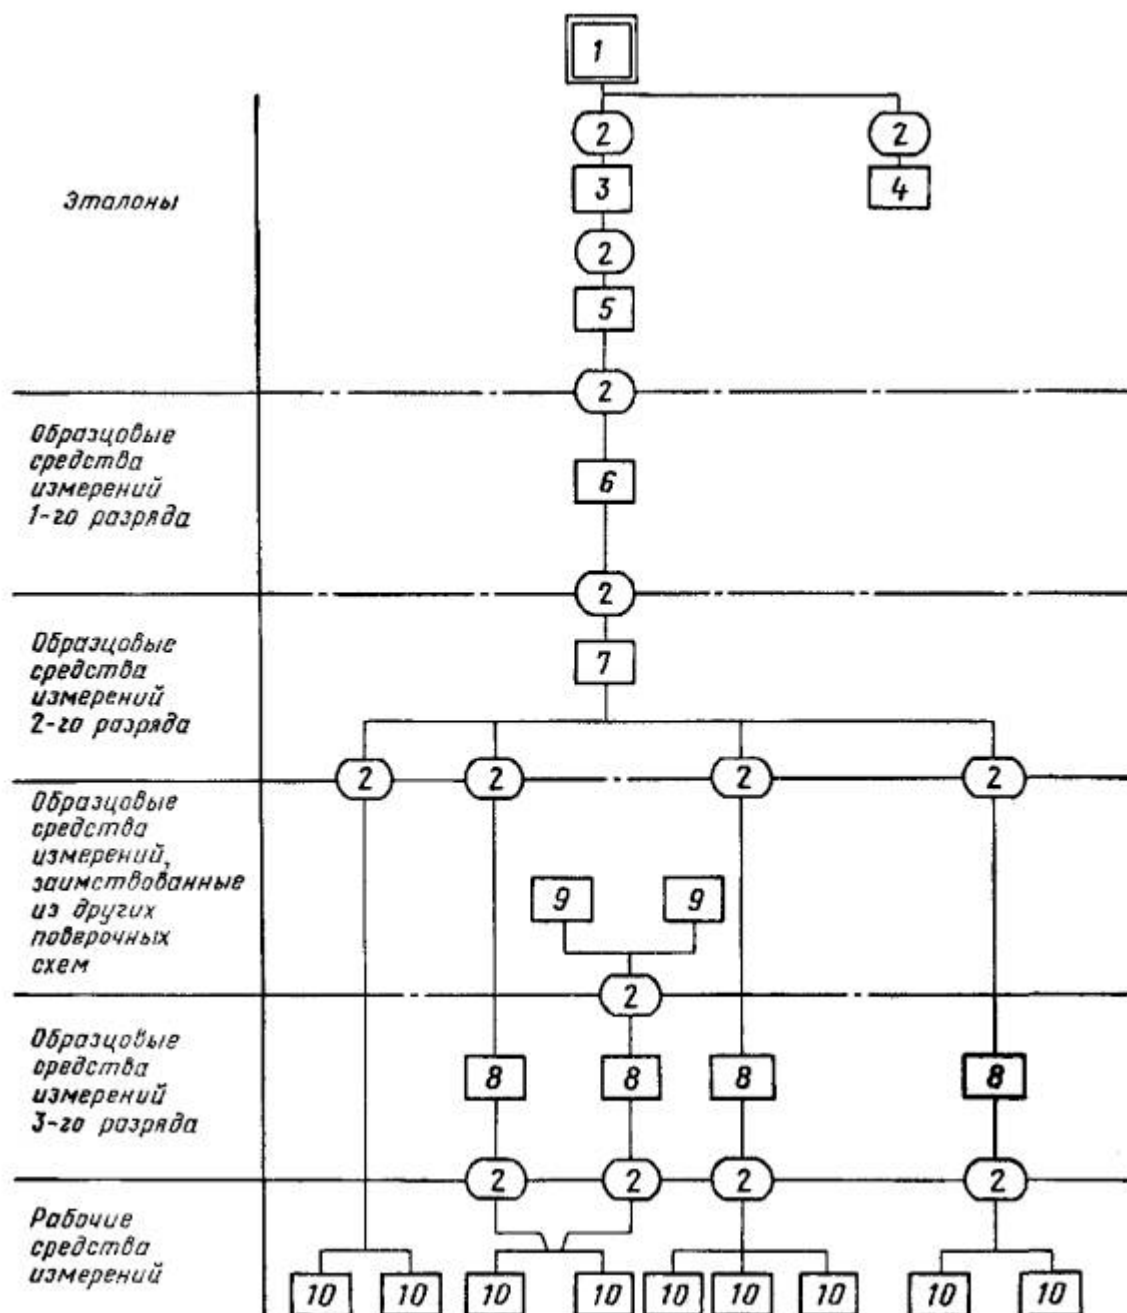 1
2 2
Эталоны
3 4
2
5
2
Образцовые
средства
измерений
1-го разряда
6
2
Образцовые
средства
измерений
2-го разряда
7
2 2 2 2
Образцовые
средства
измерений,
заимствованные
из других
поверочных
схем
9 9
2
Образцовые
средства
измерений
3-го разряда
8 8 8 8
2 2 2 2
Рабочие
средства
измерений
10 10 10 10 10 10 10 10 10